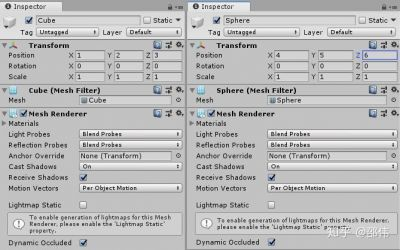 Inspector
Cube
Static
Tag Untagged Layer Default
Transform
Position X 1 Y 2 Z 3
Rotation X 0 Y 0 Z 0
Scale X 1 Y 1 Z 1
Cube (Mesh Filter)
Mesh Cube
Mesh Renderer
Materials
Light Probes Blend Probes
Reflection Probes Blend Probes
Anchor Override None (Transform)
Cast Shadows On
Receive Shadows
Motion Vectors Per Object Motion
Lightmap Static
To enable generation of lightmaps for this Mesh
Renderer, please enable the 'Lightmap Static'
property.
Dynamic Occluded
Inspector
Sphere
Static
Tag Untagged Layer Default
Transform
Position X 4 Y 5 Z 6
Rotation X 0 Y 0 Z 0
Scale X 1 Y 1 Z 1
Sphere (Mesh Filter)
Mesh Sphere
Mesh Renderer
Materials
Light Probes Blend Probes
Reflection Probes Blend Probes
Anchor Override None (Transform)
Cast Shadows On
Receive Shadows
Motion Vectors Per Object Motion
Lightmap Static
To enable generation of lightmaps for this Mesh
Renderer, please enable the 'Lightmap Static'
property.
Dynamic Occluded
知乎 @邵伟